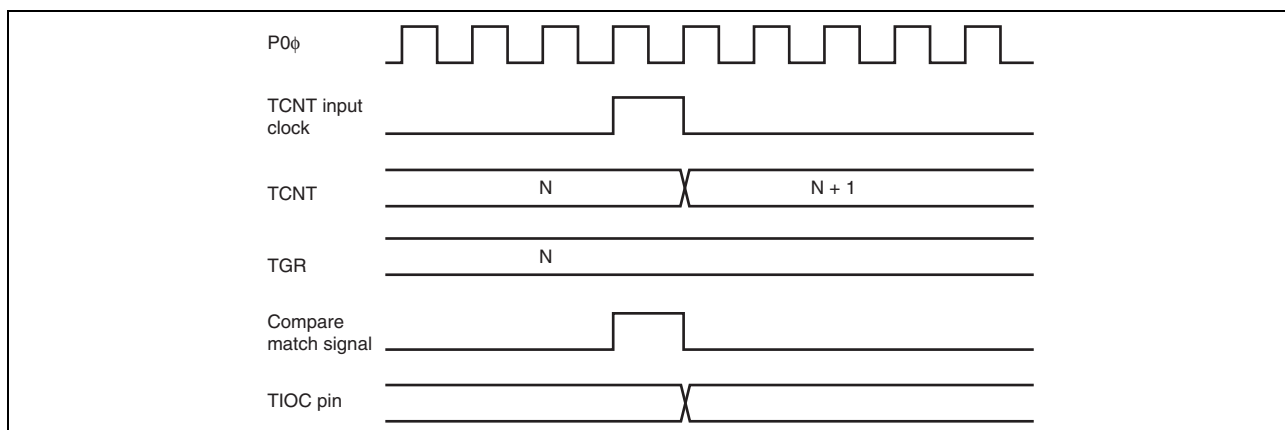 P0ϕ
TCNT input
clock
TCNT
N
N + 1
TGR
N
Compare
match signal
TIOC pin